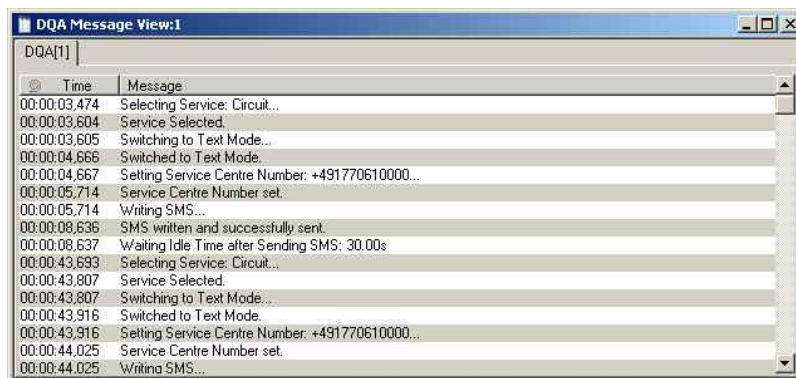 DQA Message View:1
DQA[1]
Time Message
00:00:03,474 Selecting Service: Circuit...
00:00:03,604 Service Selected.
00:00:03,605 Switching to Text Mode...
00:00:04,666 Switched to Text Mode.
00:00:04,667 Setting Service Centre Number: +491770610000...
00:00:05,714 Service Centre Number set.
00:00:05,714 Writing SMS...
00:00:08,636 SMS written and successfully sent.
00:00:08,637 Waiting Idle Time after Sending SMS: 30.00s
00:00:43,693 Selecting Service: Circuit...
00:00:43,807 Service Selected.
00:00:43,807 Switching to Text Mode...
00:00:43,916 Switched to Text Mode.
00:00:43,916 Setting Service Centre Number: +491770610000...
00:00:44,025 Service Centre Number set.
00:00:44,025 Writing SMS...